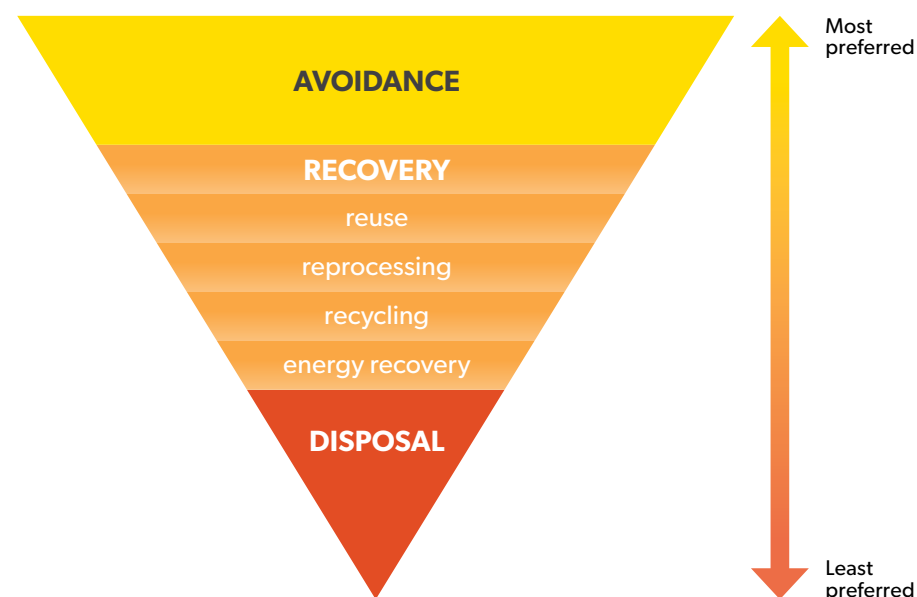 Most
preferred
AVOIDANCE
RECOVERY
reuse
reprocessing
recycling
energy recovery
DISPOSAL
Least
preferred